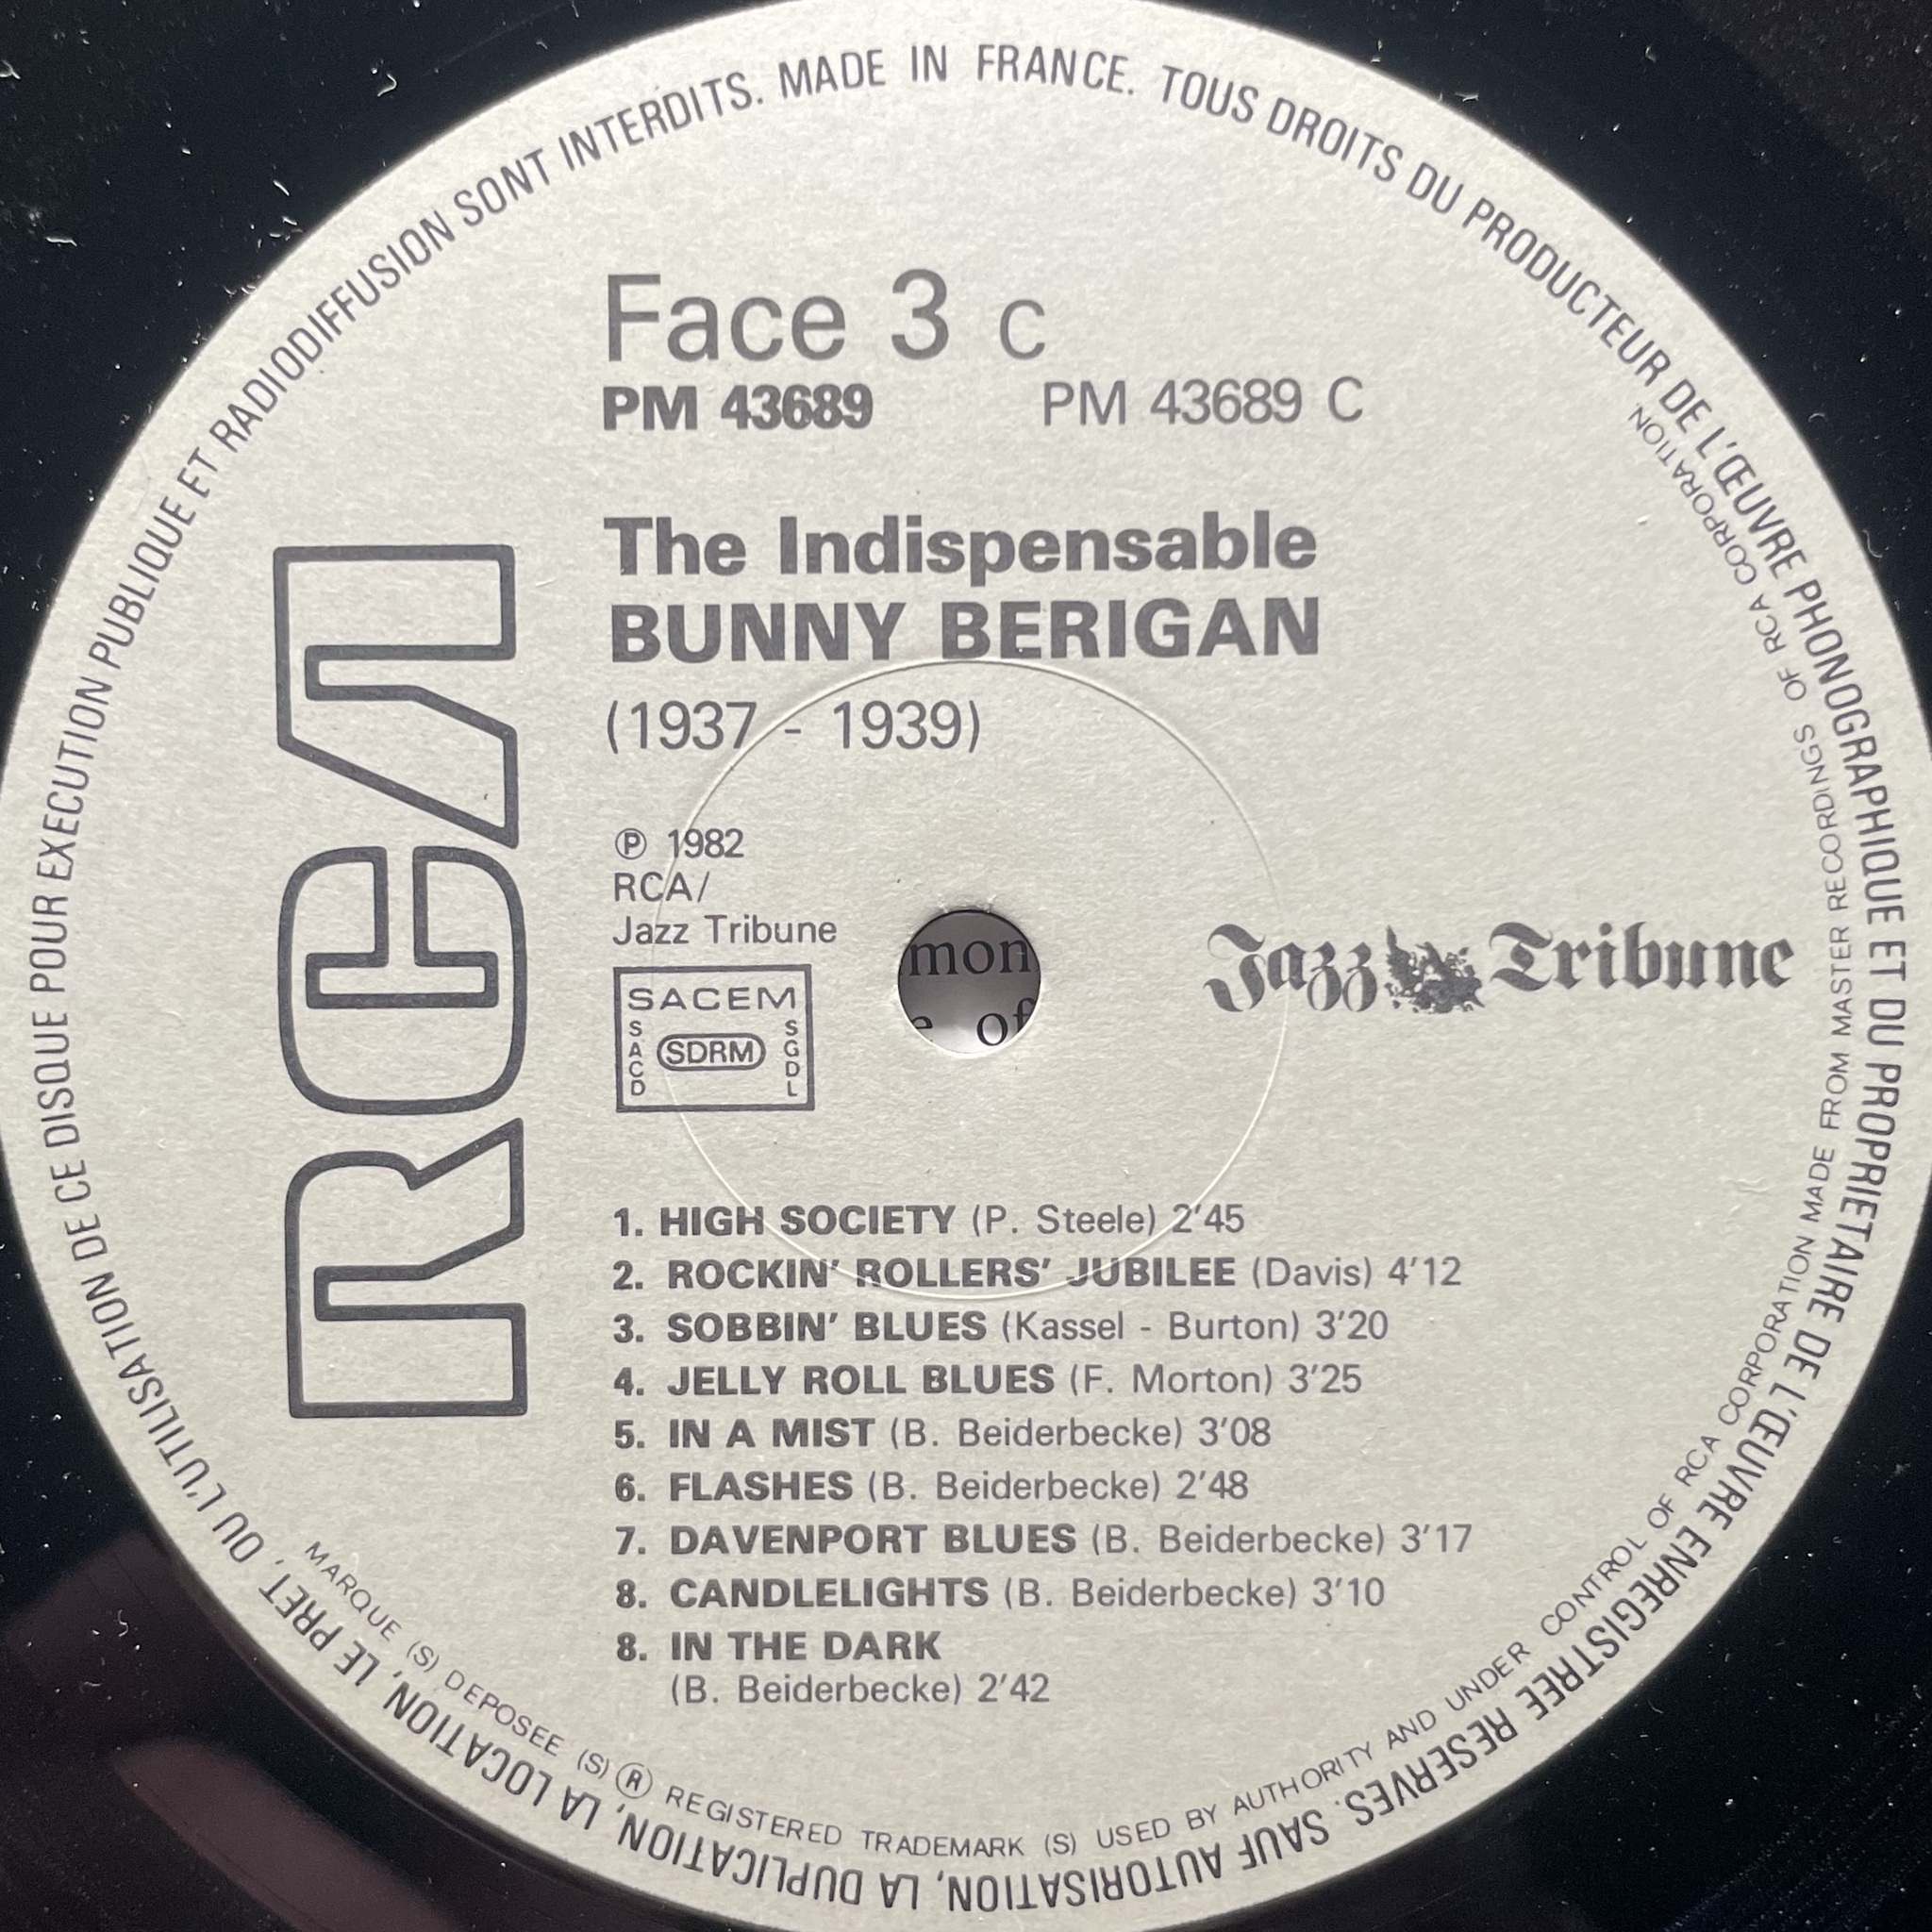 TOUS DROITS DU PRODUCTEUR DE L'ŒUVRE PHONOGRAPHIQUE ET DU PROPRIETAIRE DE L'ŒUVRE ENREGISTREE RESERVES. SAUF AUTORISATION, LA DUPLICATION, LA LOCATION, LE PRET, OU L'UTILISATION DE CE DISQUE POUR EXECUTION PUBLIQUE ET RADIODIFFUSION SONT INTERDITS. MADE IN FRANCE.
Face 3 C
PM 43689 PM 43689 C
The Indispensable
BUNNY BERIGAN
(1937 - 1939)
RCA
℗ 1982
RCA/
Jazz Tribune
SACEM
SACD SDRM SGDL
mon
e of
Jazz Tribune
1. HIGH SOCIETY (P. Steele) 2'45
2. ROCKIN' ROLLERS' JUBILEE (Davis) 4'12
3. SOBBIN' BLUES (Kassel - Burton) 3'20
4. JELLY ROLL BLUES (F. Morton) 3'25
5. IN A MIST (B. Beiderbecke) 3'08
6. FLASHES (B. Beiderbecke) 2'48
7. DAVENPORT BLUES (B. Beiderbecke) 3'17
8. CANDLELIGHTS (B. Beiderbecke) 3'10
8. IN THE DARK
(B. Beiderbecke) 2'42
MARQUE (S) DEPOSEE (S) ® REGISTERED TRADEMARK (S) USED BY AUTHORITY AND UNDER CONTROL OF RCA CORPORATION MADE FROM MASTER RECORDINGS OF RCA CORPORATION